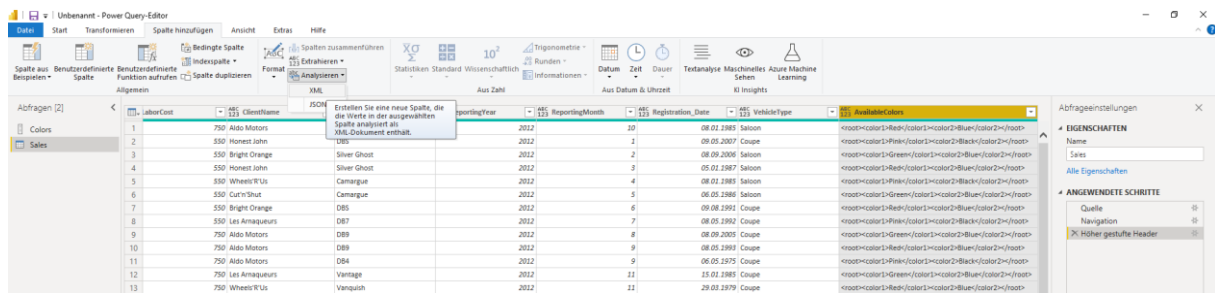 Unbenannt - Power Query-Editor
Datei Start Transformieren Spalte hinzufügen Ansicht Extras Hilfe
Spalte aus Beispielen
Benutzerdefinierte Spalte
Benutzerdefinierte Funktion aufrufen
Bedingte Spalte
Indexspalte
Spalte duplizieren
Allgemein
Format
Spalten zusammenführen
Extrahieren
Analysieren
XML
JSON
Erstellen Sie eine neue Spalte, die
die Werte in der ausgewählten
Spalte analysiert als
XML-Dokument enthält.
Statistiken Standard Wissenschaftlich
10²
Trigonometrie
Runden
Informationen
Aus Zahl
Datum Zeit Dauer
Aus Datum & Uhrzeit
Textanalyse Maschinelles Sehen Azure Machine Learning
KI Insights
Abfragen [2]
Colors
Sales
LaborCost ClientName portingYear ReportingMonth Registration_Date VehicleType AvailableColors
1 750 Aldo Motors 2012 10 08.01.1985 Saloon <root><color1>Red</color1><color2>Blue</color2></root>
2 550 Honest John DB5 2012 1 09.05.2007 Coupe <root><color1>Pink</color1><color2>Black</color2></root>
3 550 Bright Orange Silver Ghost 2012 2 08.09.2006 Saloon <root><color1>Green</color1><color2>Blue</color2></root>
4 550 Honest John Silver Ghost 2012 3 05.01.1987 Saloon <root><color1>Red</color1><color2>Blue</color2></root>
5 550 Wheels'R'Us Camargue 2012 4 08.01.1985 Saloon <root><color1>Pink</color1><color2>Black</color2></root>
6 550 Cut'n'Shut Camargue 2012 5 06.05.1986 Saloon <root><color1>Green</color1><color2>Blue</color2></root>
7 550 Bright Orange DB5 2012 6 09.08.1991 Coupe <root><color1>Red</color1><color2>Blue</color2></root>
8 550 Les Arnaqueurs DB7 2012 7 08.05.1992 Coupe <root><color1>Pink</color1><color2>Black</color2></root>
9 750 Aldo Motors DB9 2012 8 08.09.2005 Coupe <root><color1>Green</color1><color2>Blue</color2></root>
10 750 Aldo Motors DB9 2012 9 08.05.1993 Coupe <root><color1>Red</color1><color2>Blue</color2></root>
11 750 Aldo Motors DB4 2012 9 06.05.1975 Coupe <root><color1>Pink</color1><color2>Black</color2></root>
12 750 Les Arnaqueurs Vantage 2012 11 15.01.1985 Coupe <root><color1>Green</color1><color2>Blue</color2></root>
13 750 Wheels'R'Us Vanquish 2012 11 29.03.1979 Coupe <root><color1>Red</color1><color2>Blue</color2></root>
Abfrageeinstellungen
EIGENSCHAFTEN
Name
Sales
Alle Eigenschaften
ANGEWENDETE SCHRITTE
Quelle
Navigation
Höher gestufte Header